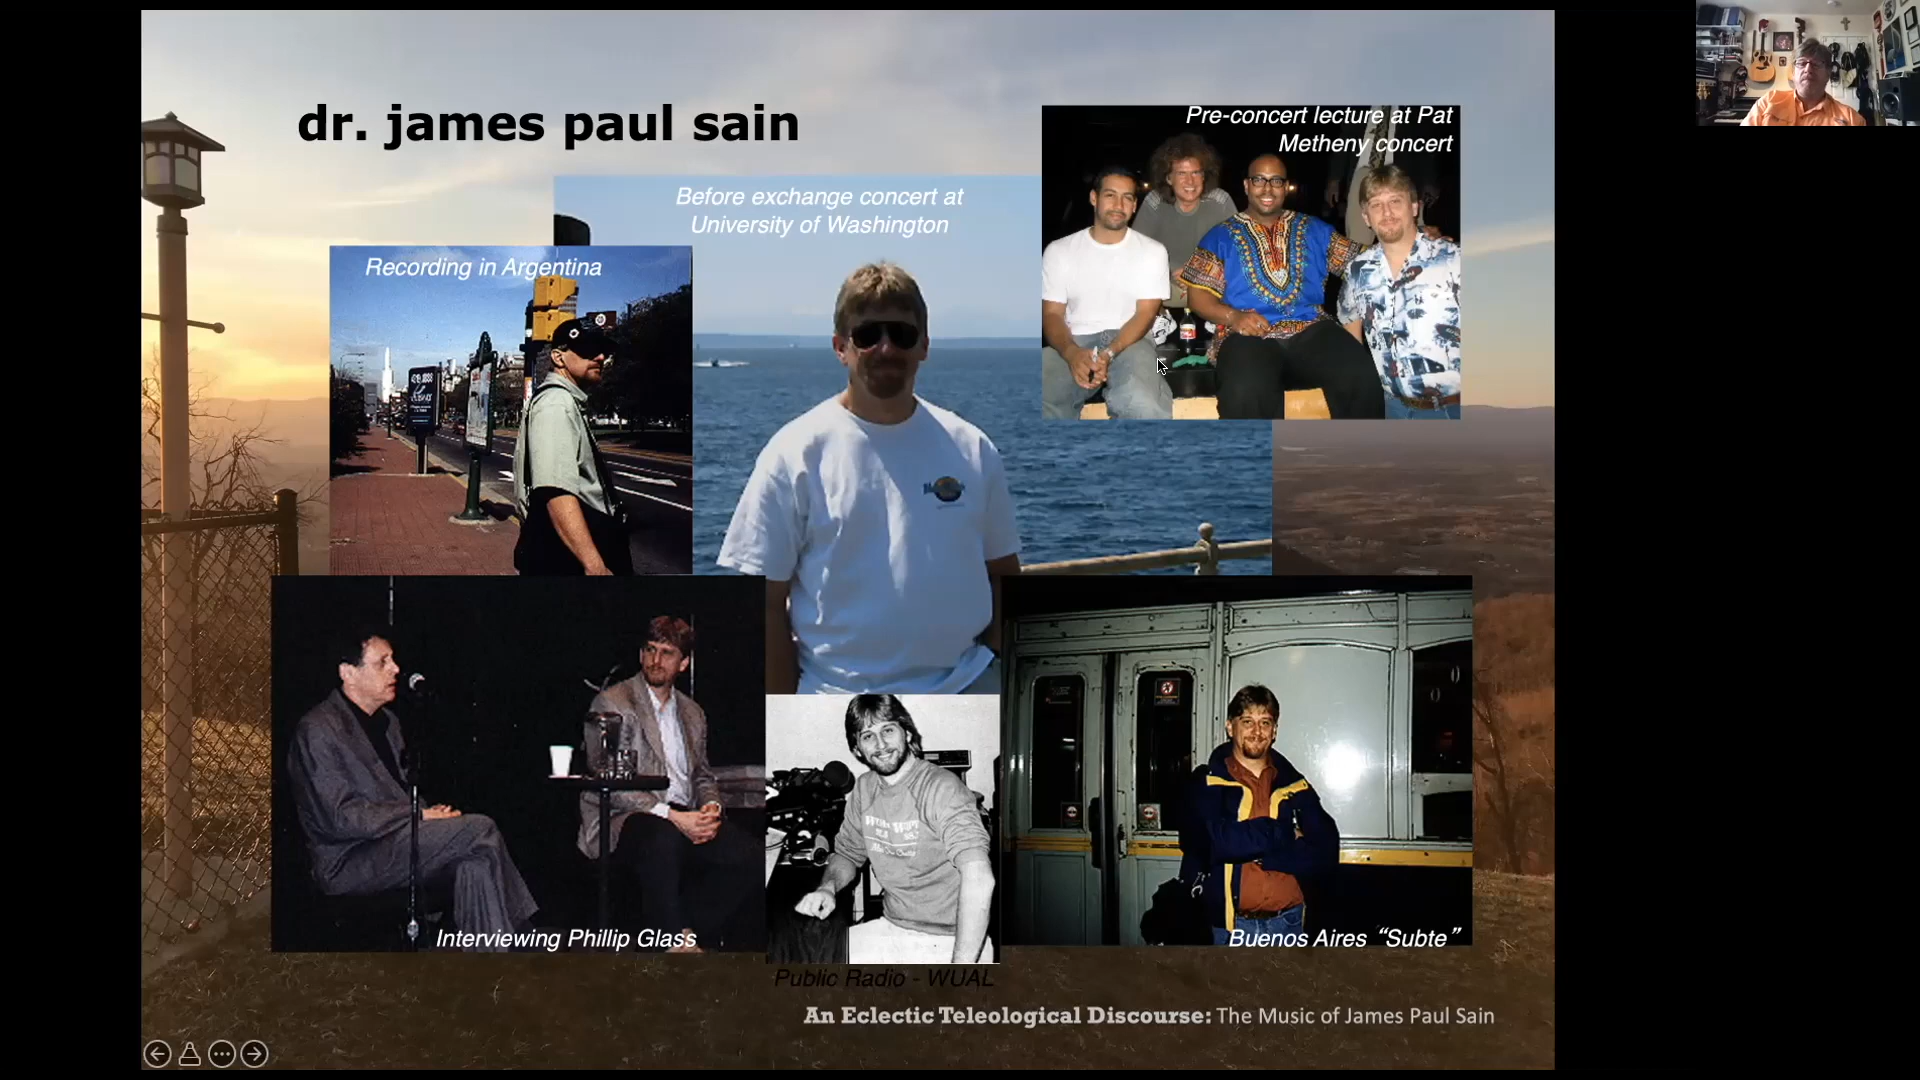 dr. james paul sain
Pre-concert lecture at Pat
Metheny concert
Before exchange concert at
University of Washington
Recording in Argentina
Interviewing Phillip Glass
Buenos Aires “Subte”
Public Radio - WUAL
An Eclectic Teleological Discourse: The Music of James Paul Sain